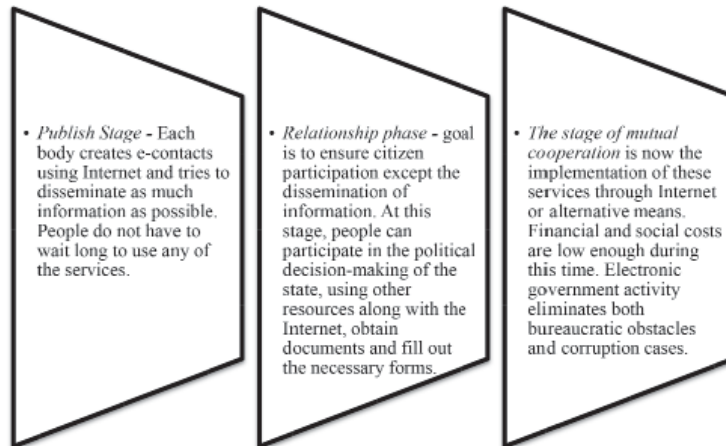 • Publish Stage - Each
body creates e-contacts
using Internet and tries to
disseminate as much
information as possible.
People do not have to
wait long to use any of
the services.
• Relationship phase - goal
is to ensure citizen
participation except the
dissemination of
information. At this
stage, people can
participate in the political
decision-making of the
state, using other
resources along with the
Internet, obtain
documents and fill out
the necessary forms.
• The stage of mutual
cooperation is now the
implementation of these
services through Internet
or alternative means.
Financial and social costs
are low enough during
this time. Electronic
government activity
eliminates both
bureaucratic obstacles
and corruption cases.